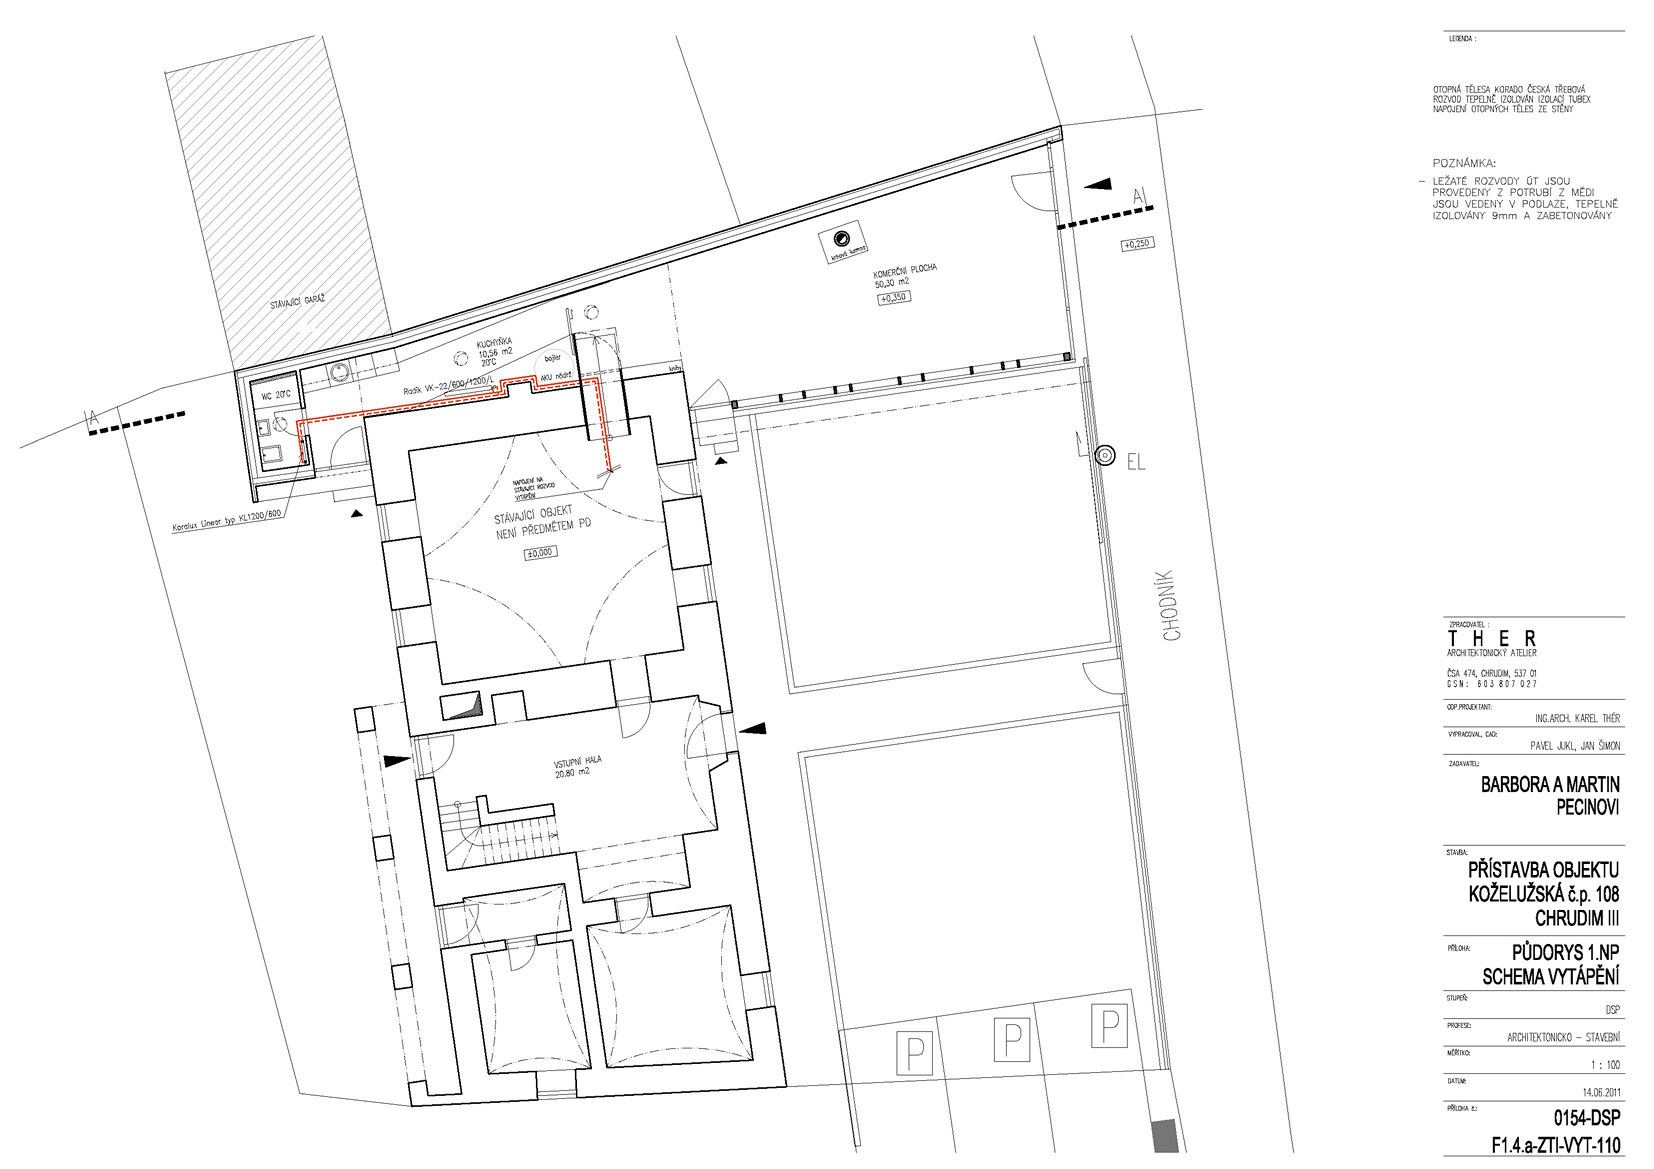 LEGENDA :
OTOPNÁ TĚLESA KORADO ČESKÁ TŘEBOVÁ
ROZVOD TEPELNĚ IZOLOVÁN IZOLACÍ TUBEX
NAPOJENÍ OTOPNÝCH TĚLES ZE STĚNY
POZNÁMKA:
– LEŽATÉ ROZVODY ÚT JSOU
PROVEDENY Z POTRUBÍ Z MĚDI
JSOU VEDENY V PODLAZE, TEPELNĚ
IZOLOVÁNY 9mm A ZABETONOVÁNY
A
+0,250
krbová kamna
KOMERČNÍ PLOCHA
50,30 m2
+0,350
STÁVAJÍCÍ GARÁŽ
KUCHYŇKA
10,56 m2
20°C
bojler
AKU nádrž
knihy
Radik VK-22/600/1200/L
WC 20°C
A
Koralux Linear typ KL1200/600
NAPOJENÍ NA
STÁVAJÍCÍ ROZVOD
VYTÁPĚNÍ
STÁVAJÍCÍ OBJEKT
NENÍ PŘEDMĚTEM PD
±0,000
EL
CHODNÍK
VSTUPNÍ HALA
20.80 m2
P
P
P
ZPRACOVATEL :
THER
ARCHITEKTONICKÝ ATELIER
ČSA 474, CHRUDIM, 537 01
GSN: 603 807 027
ODP.PROJEKTANT:
ING.ARCH. KAREL THÉR
VYPRACOVAL, CAD:
PAVEL JUKL, JAN ŠIMON
ZADAVATEL:
BARBORA A MARTIN
PECINOVI
STAVBA:
PŘÍSTAVBA OBJEKTU
KOŽELUŽSKÁ č.p. 108
CHRUDIM III
PŘÍLOHA:
PŮDORYS 1.NP
SCHEMA VYTÁPĚNÍ
STUPEŇ:
DSP
PROFESE:
ARCHITEKTONICKO – STAVEBNÍ
MĚŘÍTKO:
1 : 100
DATUM:
14.06.2011
PŘÍLOHA č.:
0154-DSP
F1.4.a-ZTI-VYT-110